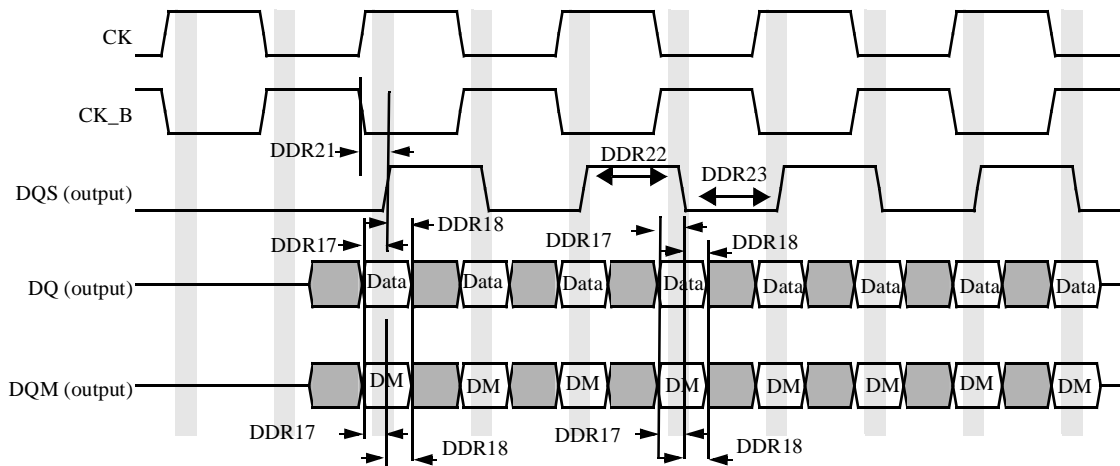 CK
CK_B
DDR21
DDR22
DDR23
DQS (output)
DDR17
DDR18
DDR17
DDR18
DQ (output)
Data Data Data Data Data Data Data Data
DQM (output)
DM DM DM DM DM DM DM DM
DDR17
DDR18
DDR17
DDR18